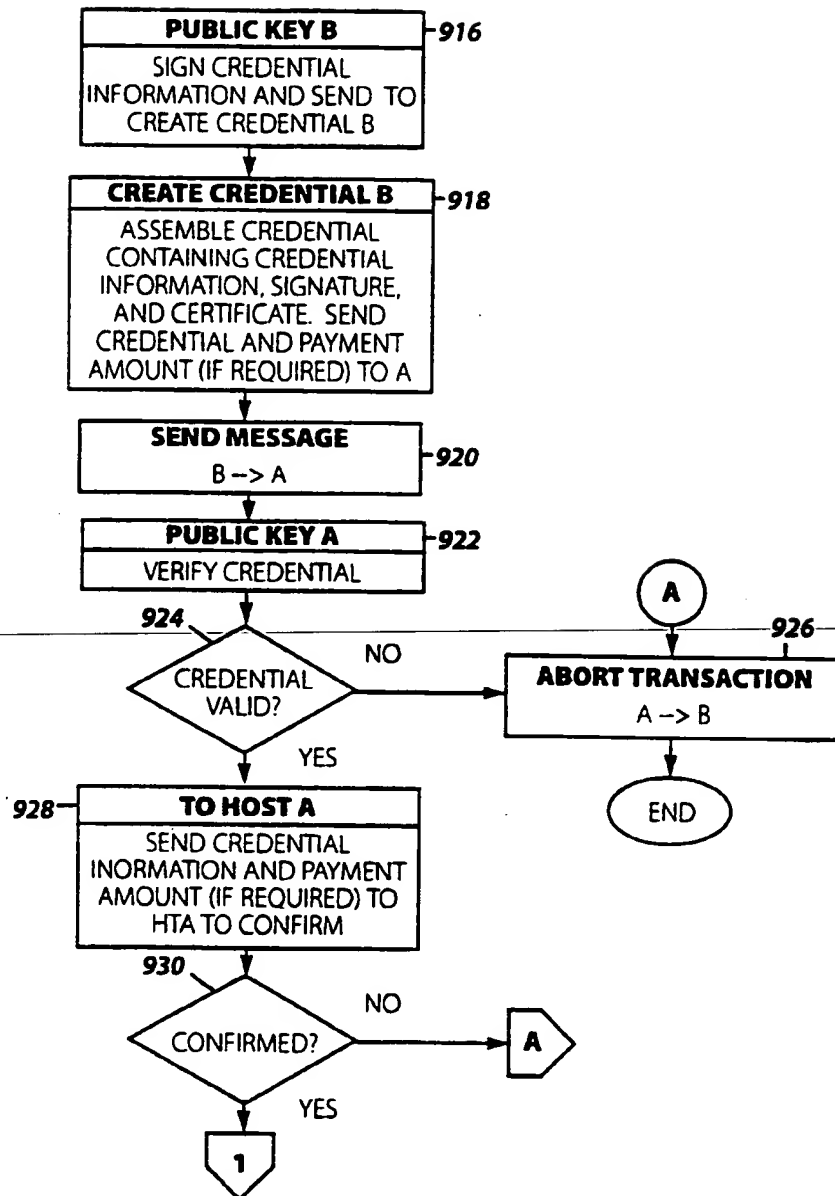 PUBLIC KEY B
916
SIGN CREDENTIAL
INFORMATION AND SEND TO
CREATE CREDENTIAL B
CREATE CREDENTIAL B
918
ASSEMBLE CREDENTIAL
CONTAINING CREDENTIAL
INFORMATION, SIGNATURE,
AND CERTIFICATE. SEND
CREDENTIAL AND PAYMENT
AMOUNT (IF REQUIRED) TO A
SEND MESSAGE
920
B --> A
PUBLIC KEY A
922
VERIFY CREDENTIAL
A
924
926
CREDENTIAL
VALID?
NO
ABORT TRANSACTION
A --> B
YES
END
928
TO HOST A
SEND CREDENTIAL
INORMATION AND PAYMENT
AMOUNT (IF REQUIRED) TO
HTA TO CONFIRM
930
CONFIRMED?
NO
A
YES
1